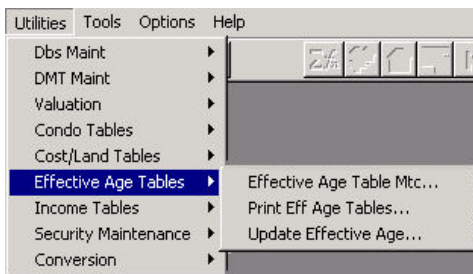 Utilities Tools Options Help
Dbs Maint
DMT Maint
Valuation
Condo Tables
Cost/Land Tables
Effective Age Tables
Income Tables
Security Maintenance
Conversion
Effective Age Table Mtc...
Print Eff Age Tables...
Update Effective Age...